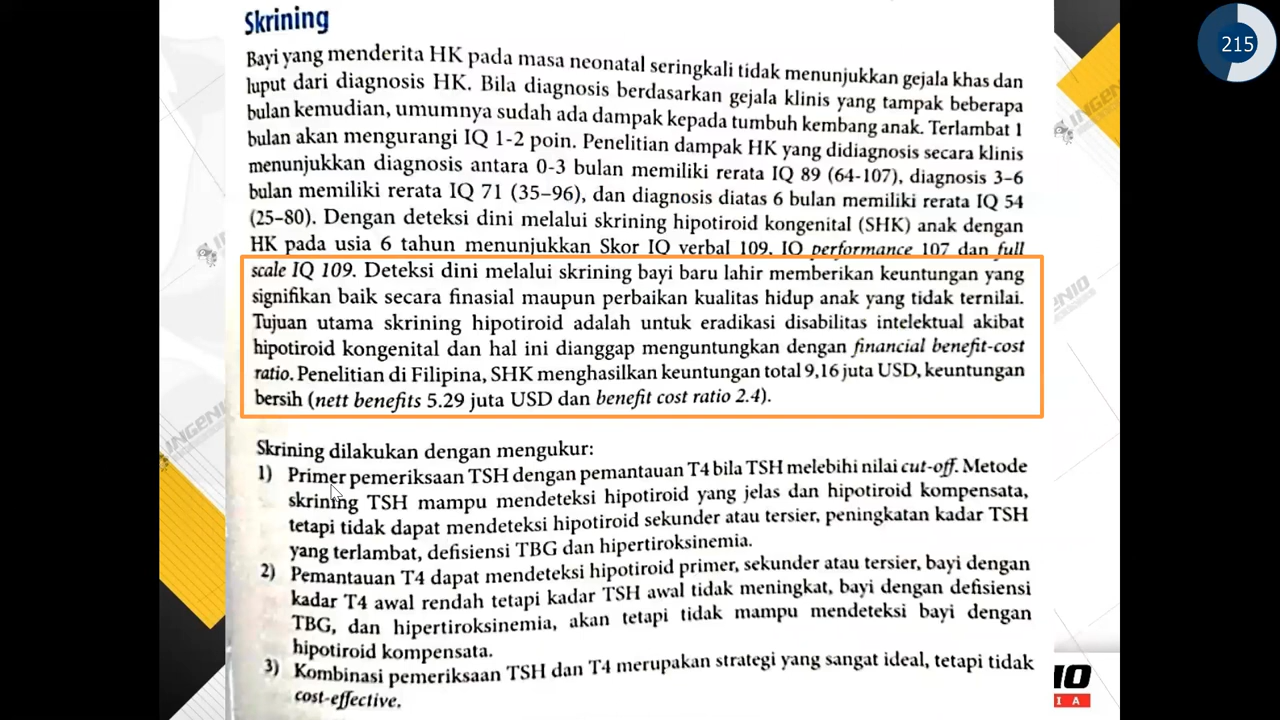 215
Skrining
Bayi yang menderita HK pada masa neonatal seringkali tidak menunjukkan gejala khas dan
luput dari diagnosis HK. Bila diagnosis berdasarkan gejala klinis yang tampak beberapa
bulan kemudian, umumnya sudah ada dampak kepada tumbuh kembang anak. Terlambat 1
bulan akan mengurangi IQ 1-2 poin. Penelitian dampak HK yang didiagnosis secara klinis
menunjukkan diagnosis antara 0-3 bulan memiliki rerata IQ 89 (64-107), diagnosis 3–6
bulan memiliki rerata IQ 71 (35–96), dan diagnosis diatas 6 bulan memiliki rerata IQ 54
(25–80). Dengan deteksi dini melalui skrining hipotiroid kongenital (SHK) anak dengan
HK pada usia 6 tahun menunjukkan Skor IQ verbal 109, IQ performance 107 dan full
scale IQ 109. Deteksi dini melalui skrining bayi baru lahir memberikan keuntungan yang
signifikan baik secara finasial maupun perbaikan kualitas hidup anak yang tidak ternilai.
Tujuan utama skrining hipotiroid adalah untuk eradikasi disabilitas intelektual akibat
hipotiroid kongenital dan hal ini dianggap menguntungkan dengan financial benefit-cost
ratio. Penelitian di Filipina, SHK menghasilkan keuntungan total 9,16 juta USD, keuntungan
bersih (nett benefits 5.29 juta USD dan benefit cost ratio 2.4).
Skrining dilakukan dengan mengukur:
1) Primer pemeriksaan TSH dengan pemantauan T4 bila TSH melebihi nilai cut-off. Metode
skrining TSH mampu mendeteksi hipotiroid yang jelas dan hipotiroid kompensata,
tetapi tidak dapat mendeteksi hipotiroid sekunder atau tersier, peningkatan kadar TSH
yang terlambat, defisiensi TBG dan hipertiroksinemia.
2) Pemantauan T4 dapat mendeteksi hipotiroid primer, sekunder atau tersier, bayi dengan
kadar T4 awal rendah tetapi kadar TSH awal tidak meningkat, bayi dengan defisiensi
TBG, dan hipertiroksinemia, akan tetapi tidak mampu mendeteksi bayi dengan
hipotiroid kompensata.
3) Kombinasi pemeriksaan TSH dan T4 merupakan strategi yang sangat ideal, tetapi tidak
cost-effective.